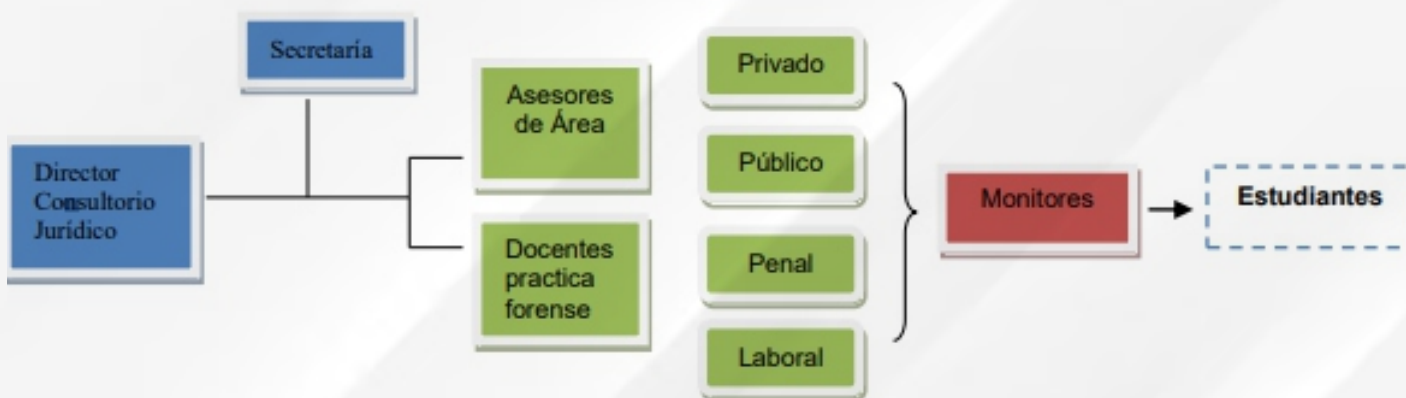 Secretaría
Director
Consultorio
Jurídico
Asesores
de Área
Docentes
practica
forense
Privado
Público
Penal
Laboral
Monitores
Estudiantes